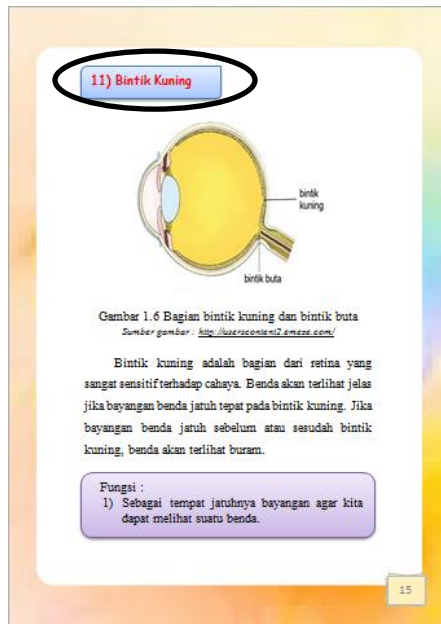 11) Bintik Kuning
bintik
kuning
bintik buta
Gambar 1.6 Bagian bintik kuning dan bintik buta
Sumber gambar : http://userscontent2.emaze.com/
Bintik kuning adalah bagian dari retina yang
sangat sensitif terhadap cahaya. Benda akan terlihat jelas
jika bayangan benda jatuh tepat pada bintik kuning. Jika
bayangan benda jatuh sebelum atau sesudah bintik
kuning, benda akan terlihat buram.
Fungsi :
1) Sebagai tempat jatuhnya bayangan agar kita
dapat melihat suatu benda.
15